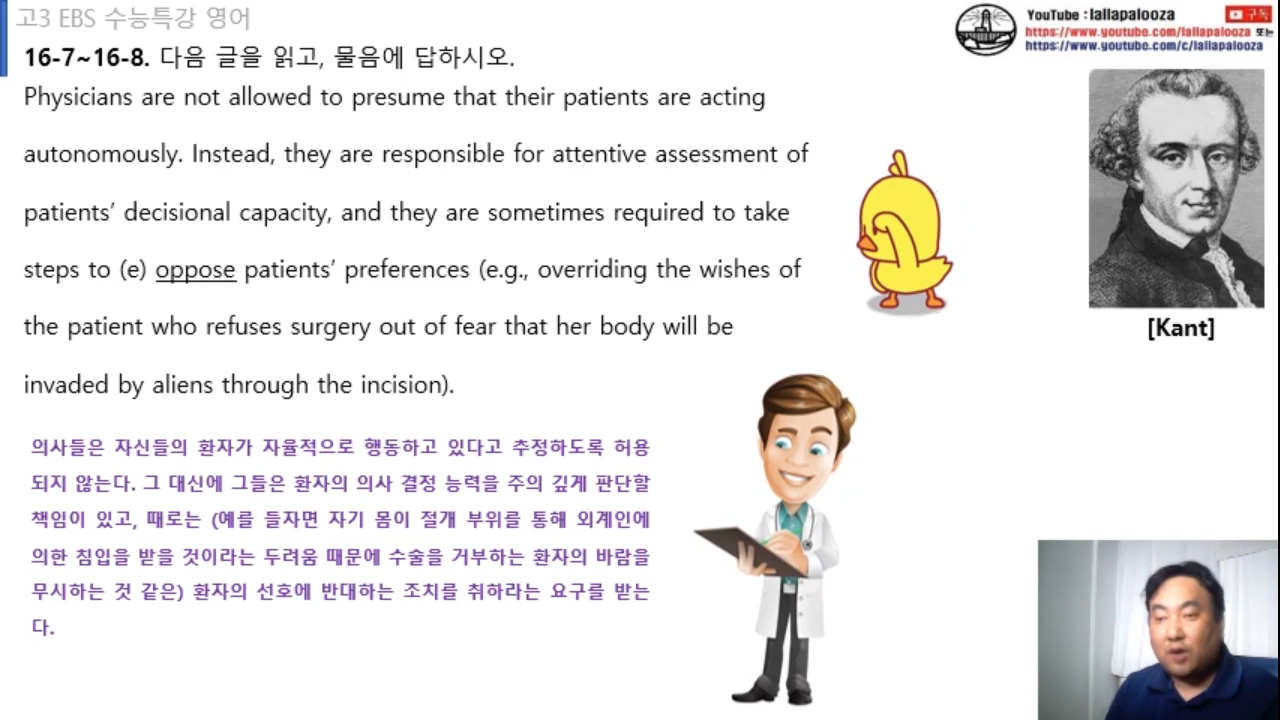 고3 EBS 수능특강 영어
YouTube : lallapalooza
구독
https://www.youtube.com/lallapalooza 또는
https://www.youtube.com/c/lallapalooza
16-7~16-8. 다음 글을 읽고, 물음에 답하시오.
Physicians are not allowed to presume that their patients are acting
autonomously. Instead, they are responsible for attentive assessment of
patients’ decisional capacity, and they are sometimes required to take
steps to (e) oppose patients’ preferences (e.g., overriding the wishes of
the patient who refuses surgery out of fear that her body will be
invaded by aliens through the incision).
[Kant]
의사들은 자신들의 환자가 자율적으로 행동하고 있다고 추정하도록 허용
되지 않는다. 그 대신에 그들은 환자의 의사 결정 능력을 주의 깊게 판단할
책임이 있고, 때로는 (예를 들자면 자기 몸이 절개 부위를 통해 외계인에
의한 침입을 받을 것이라는 두려움 때문에 수술을 거부하는 환자의 바람을
무시하는 것 같은) 환자의 선호에 반대하는 조치를 취하라는 요구를 받는
다.